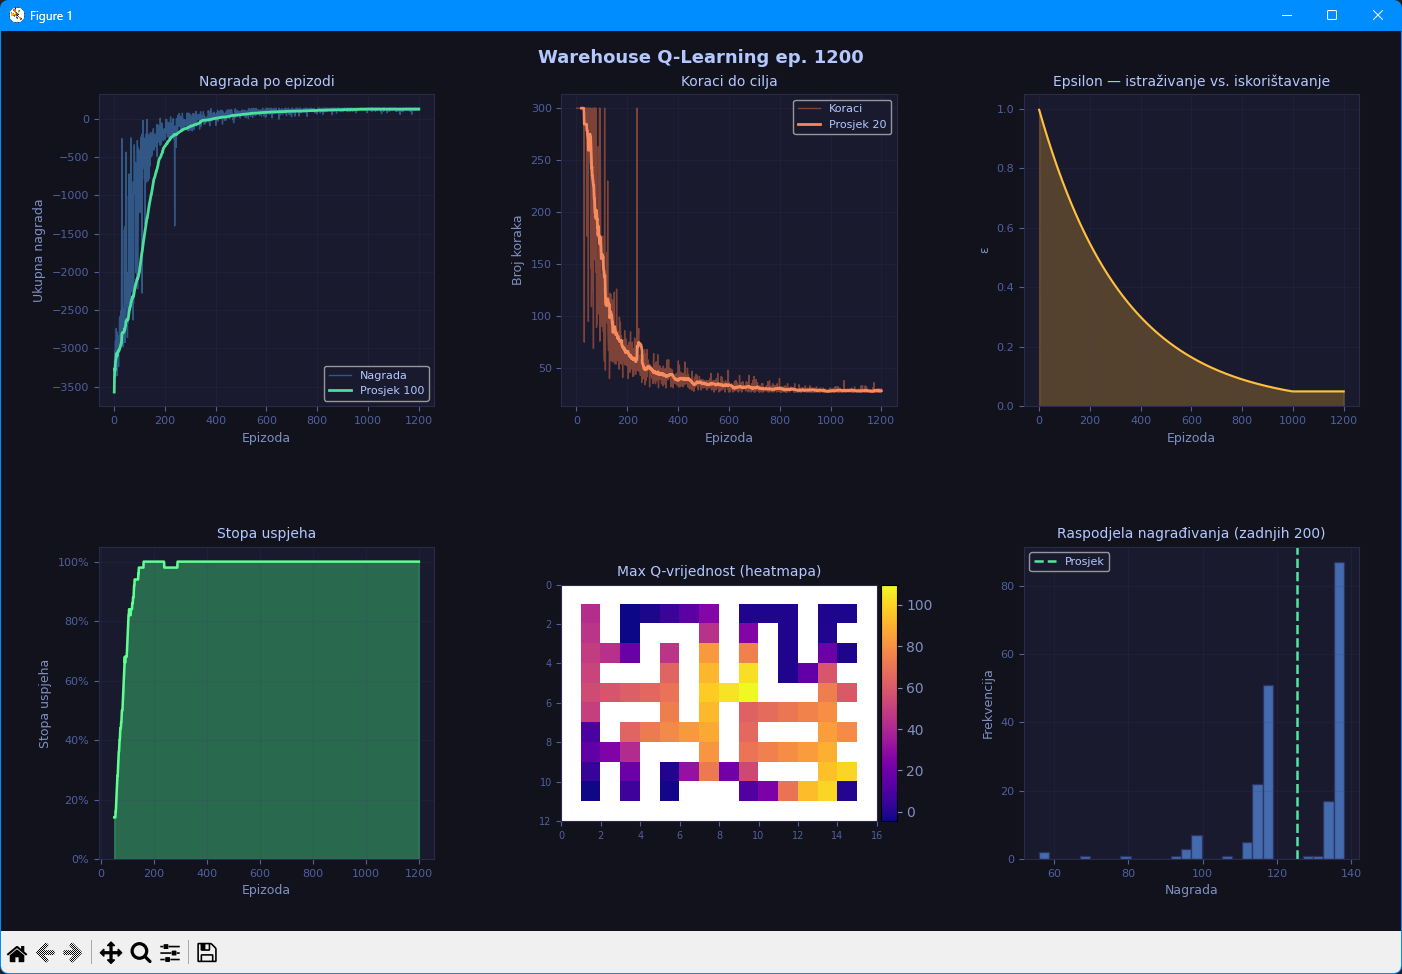 Figure 1
Warehouse Q-Learning ep. 1200
Nagrada po epizodi
Ukupna nagrada
0
−500
−1000
−1500
−2000
−2500
−3000
−3500
Nagrada
Prosjek 100
0 200 400 600 800 1000 1200
Epizoda
Koraci do cilja
Broj koraka
300
250
200
150
100
50
Koraci
Prosjek 20
0 200 400 600 800 1000 1200
Epizoda
Epsilon — istraživanje vs. iskorištavanje
ε
1.0
0.8
0.6
0.4
0.2
0.0
0 200 400 600 800 1000 1200
Epizoda
Stopa uspjeha
Stopa uspjeha
100%
80%
60%
40%
20%
0%
0 200 400 600 800 1000 1200
Epizoda
Max Q-vrijednost (heatmapa)
0
2
4
6
8
10
12
0 2 4 6 8 10 12 14 16
100
80
60
40
20
0
Raspodjela nagrađivanja (zadnjih 200)
Prosjek
Frekvencija
80
60
40
20
0
60 80 100 120 140
Nagrada